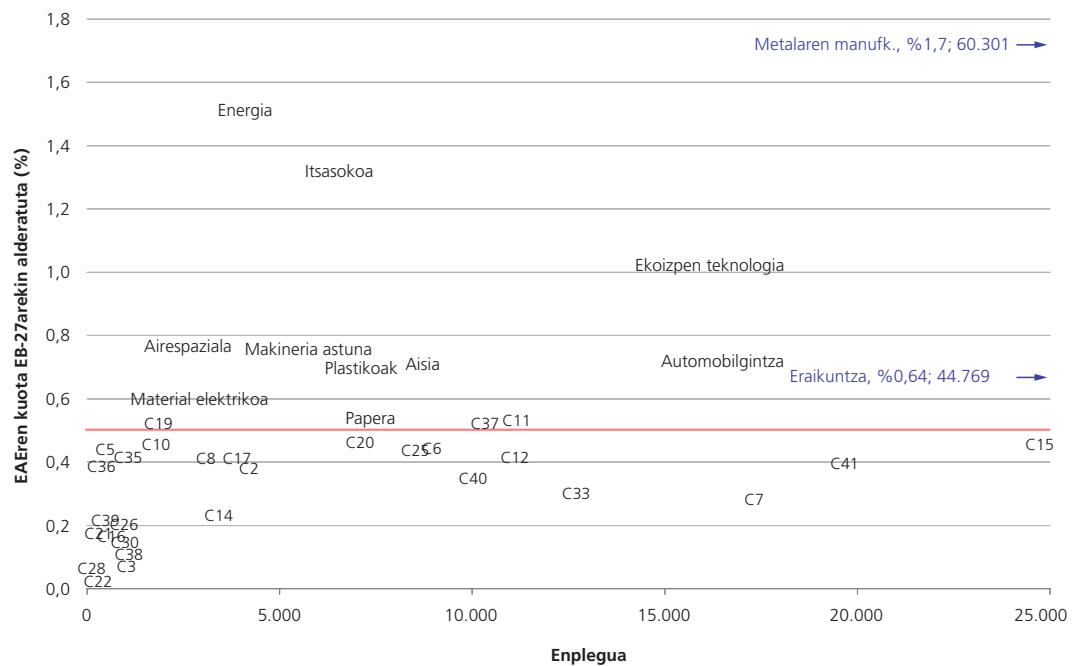 1,8
Metalaren manufk., %1,7; 60.301
1,6
Energia
1,4
Itsasokoa
1,2
Ekoizpen teknologia
1,0
0,8
Airespaziala
Makineria astuna
Plastikoak
Aisia
Automobilgintza
Eraikuntza, %0,64; 44.769
0,6
Material elektrikoa
C19
Papera
C37
C11
C5
C10
C20
C25
C6
C15
C36
C35
C8
C17
C2
C12
C41
0,4
C40
C33
C7
C39
C26
C14
0,2
C21
C16
C30
C38
C28
C3
C22
0,0
0
5.000
10.000
15.000
20.000
25.000
EAEren kuota EB-27arekin alderatuta (%)
Enplegua